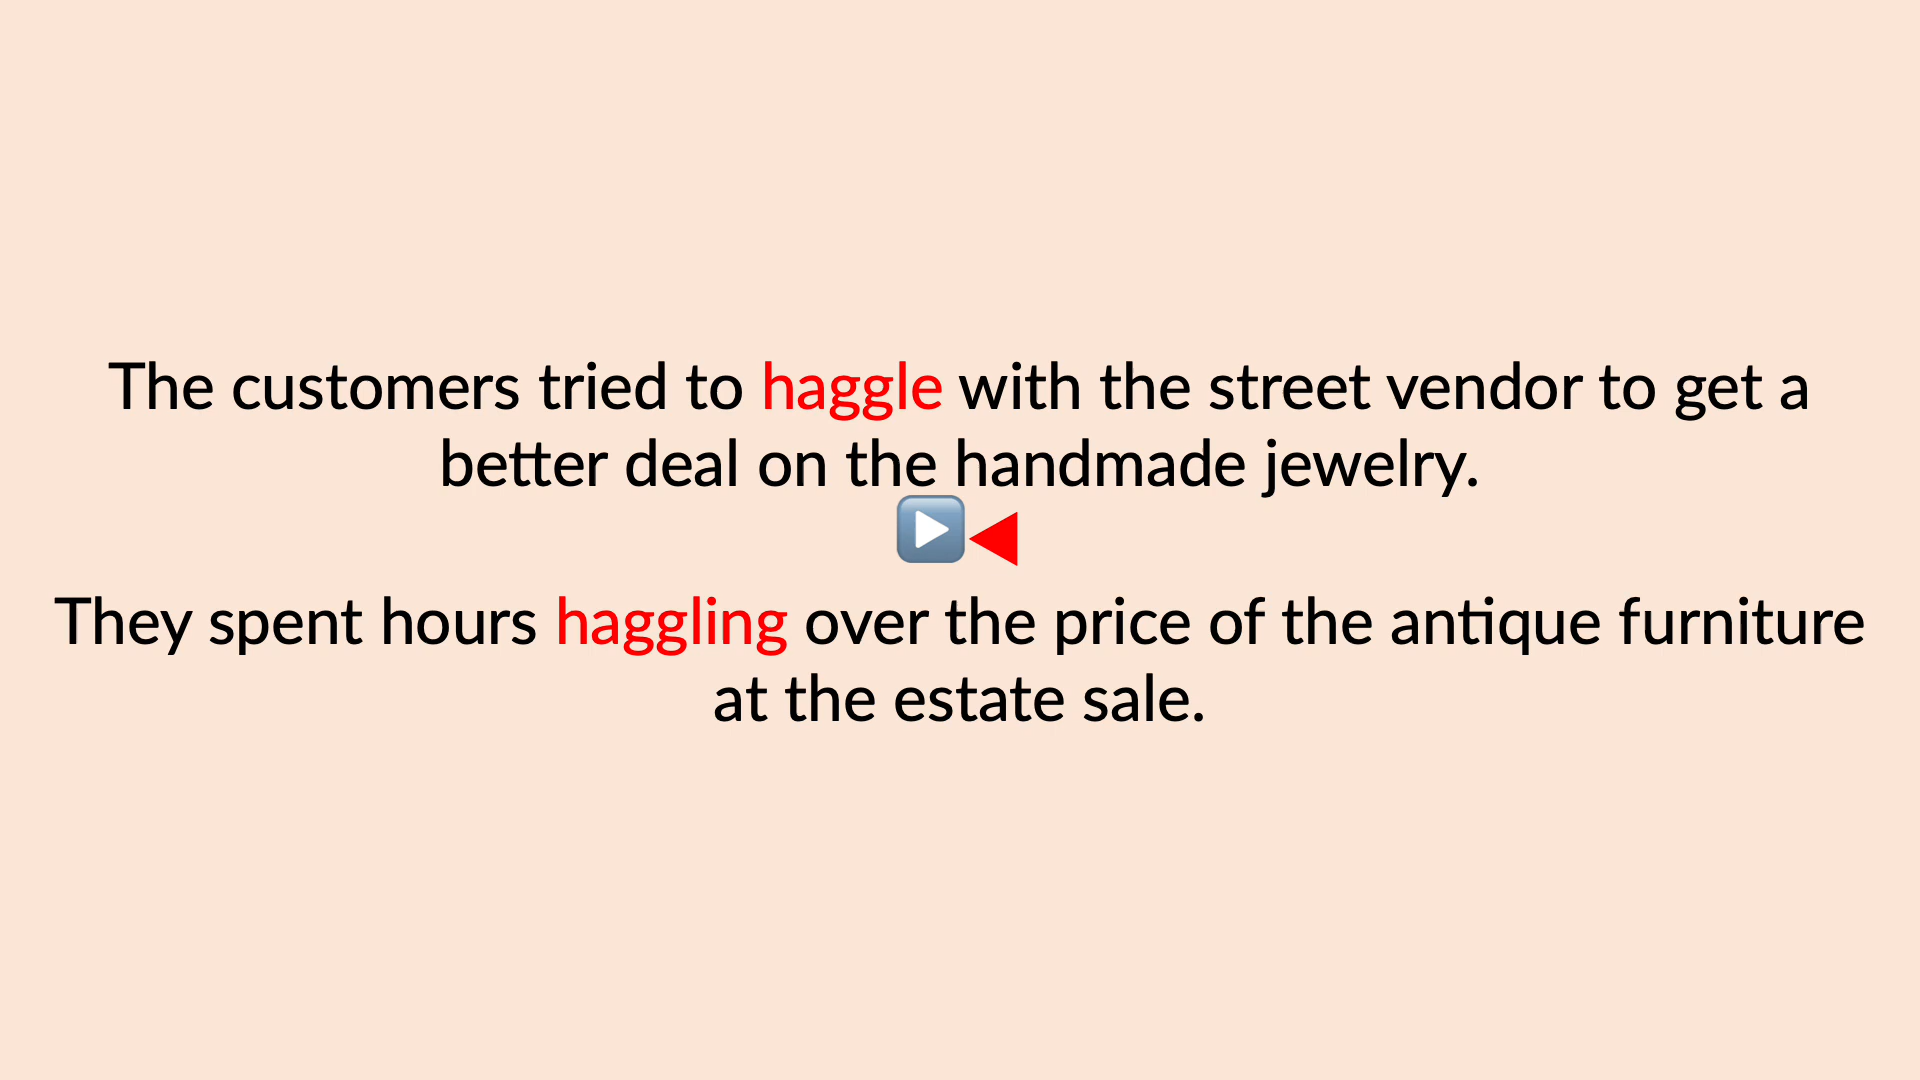 The customers tried to haggle with the street vendor to get a
better deal on the handmade jewelry.
▶️◀
They spent hours haggling over the price of the antique furniture
at the estate sale.